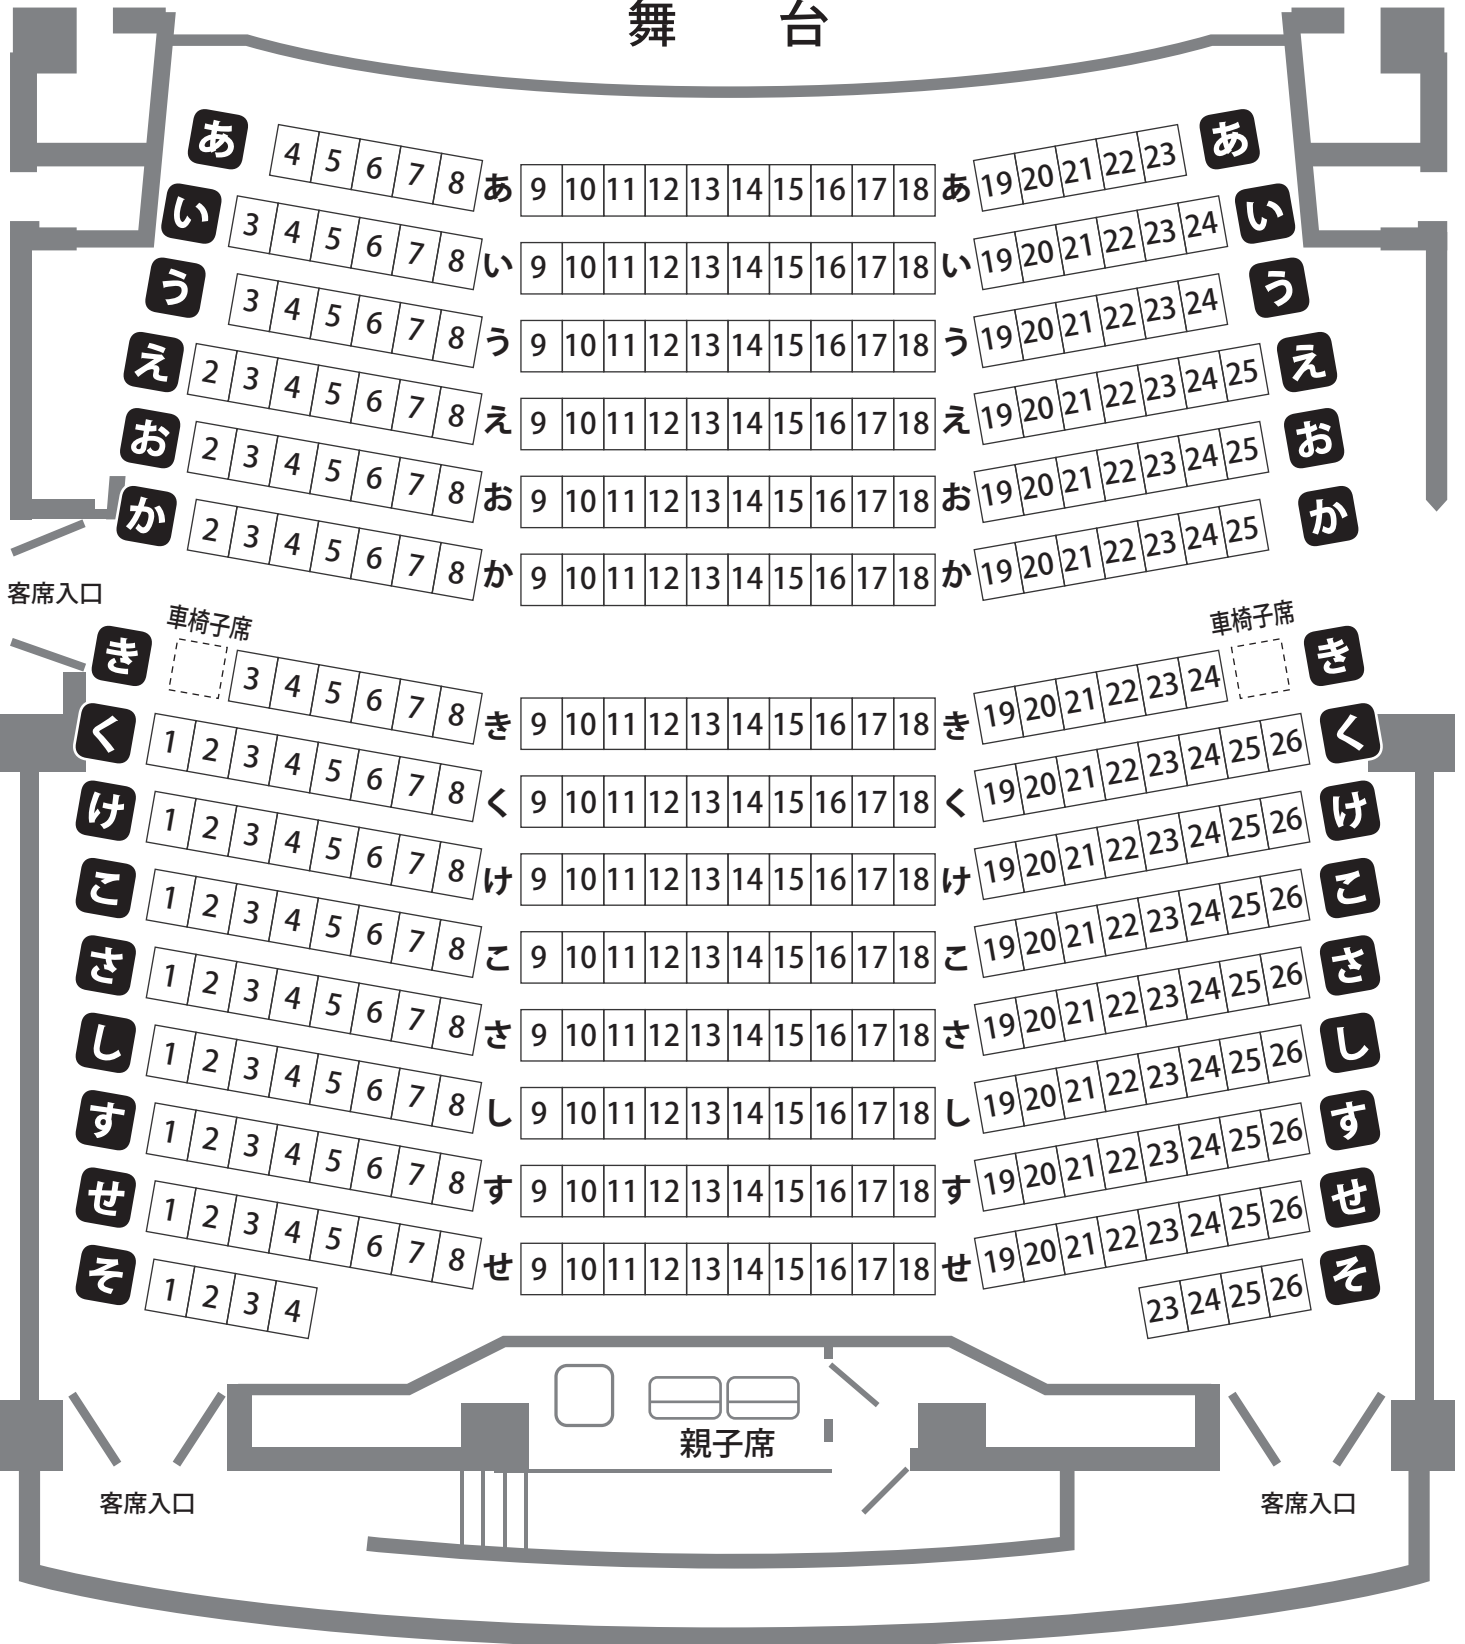 舞 台
あ 4 5 6 7 8 あ 9 10 11 12 13 14 15 16 17 18 あ 19 20 21 22 23 あ
い 3 4 5 6 7 8 い 9 10 11 12 13 14 15 16 17 18 い 19 20 21 22 23 24 い
う 3 4 5 6 7 8 う 9 10 11 12 13 14 15 16 17 18 う 19 20 21 22 23 24 う
え 2 3 4 5 6 7 8 え 9 10 11 12 13 14 15 16 17 18 え 19 20 21 22 23 24 25 え
お 2 3 4 5 6 7 8 お 9 10 11 12 13 14 15 16 17 18 お 19 20 21 22 23 24 25 お
か 2 3 4 5 6 7 8 か 9 10 11 12 13 14 15 16 17 18 か 19 20 21 22 23 24 25 か
客席入口
車椅子席 車椅子席
き 3 4 5 6 7 8 き 9 10 11 12 13 14 15 16 17 18 き 19 20 21 22 23 24 き
く 1 2 3 4 5 6 7 8 く 9 10 11 12 13 14 15 16 17 18 く 19 20 21 22 23 24 25 26 く
け 1 2 3 4 5 6 7 8 け 9 10 11 12 13 14 15 16 17 18 け 19 20 21 22 23 24 25 26 け
こ 1 2 3 4 5 6 7 8 こ 9 10 11 12 13 14 15 16 17 18 こ 19 20 21 22 23 24 25 26 こ
さ 1 2 3 4 5 6 7 8 さ 9 10 11 12 13 14 15 16 17 18 さ 19 20 21 22 23 24 25 26 さ
し 1 2 3 4 5 6 7 8 し 9 10 11 12 13 14 15 16 17 18 し 19 20 21 22 23 24 25 26 し
す 1 2 3 4 5 6 7 8 す 9 10 11 12 13 14 15 16 17 18 す 19 20 21 22 23 24 25 26 す
せ 1 2 3 4 5 6 7 8 せ 9 10 11 12 13 14 15 16 17 18 せ 19 20 21 22 23 24 25 26 せ
そ 1 2 3 4 23 24 25 26 そ
親子席
客席入口 客席入口